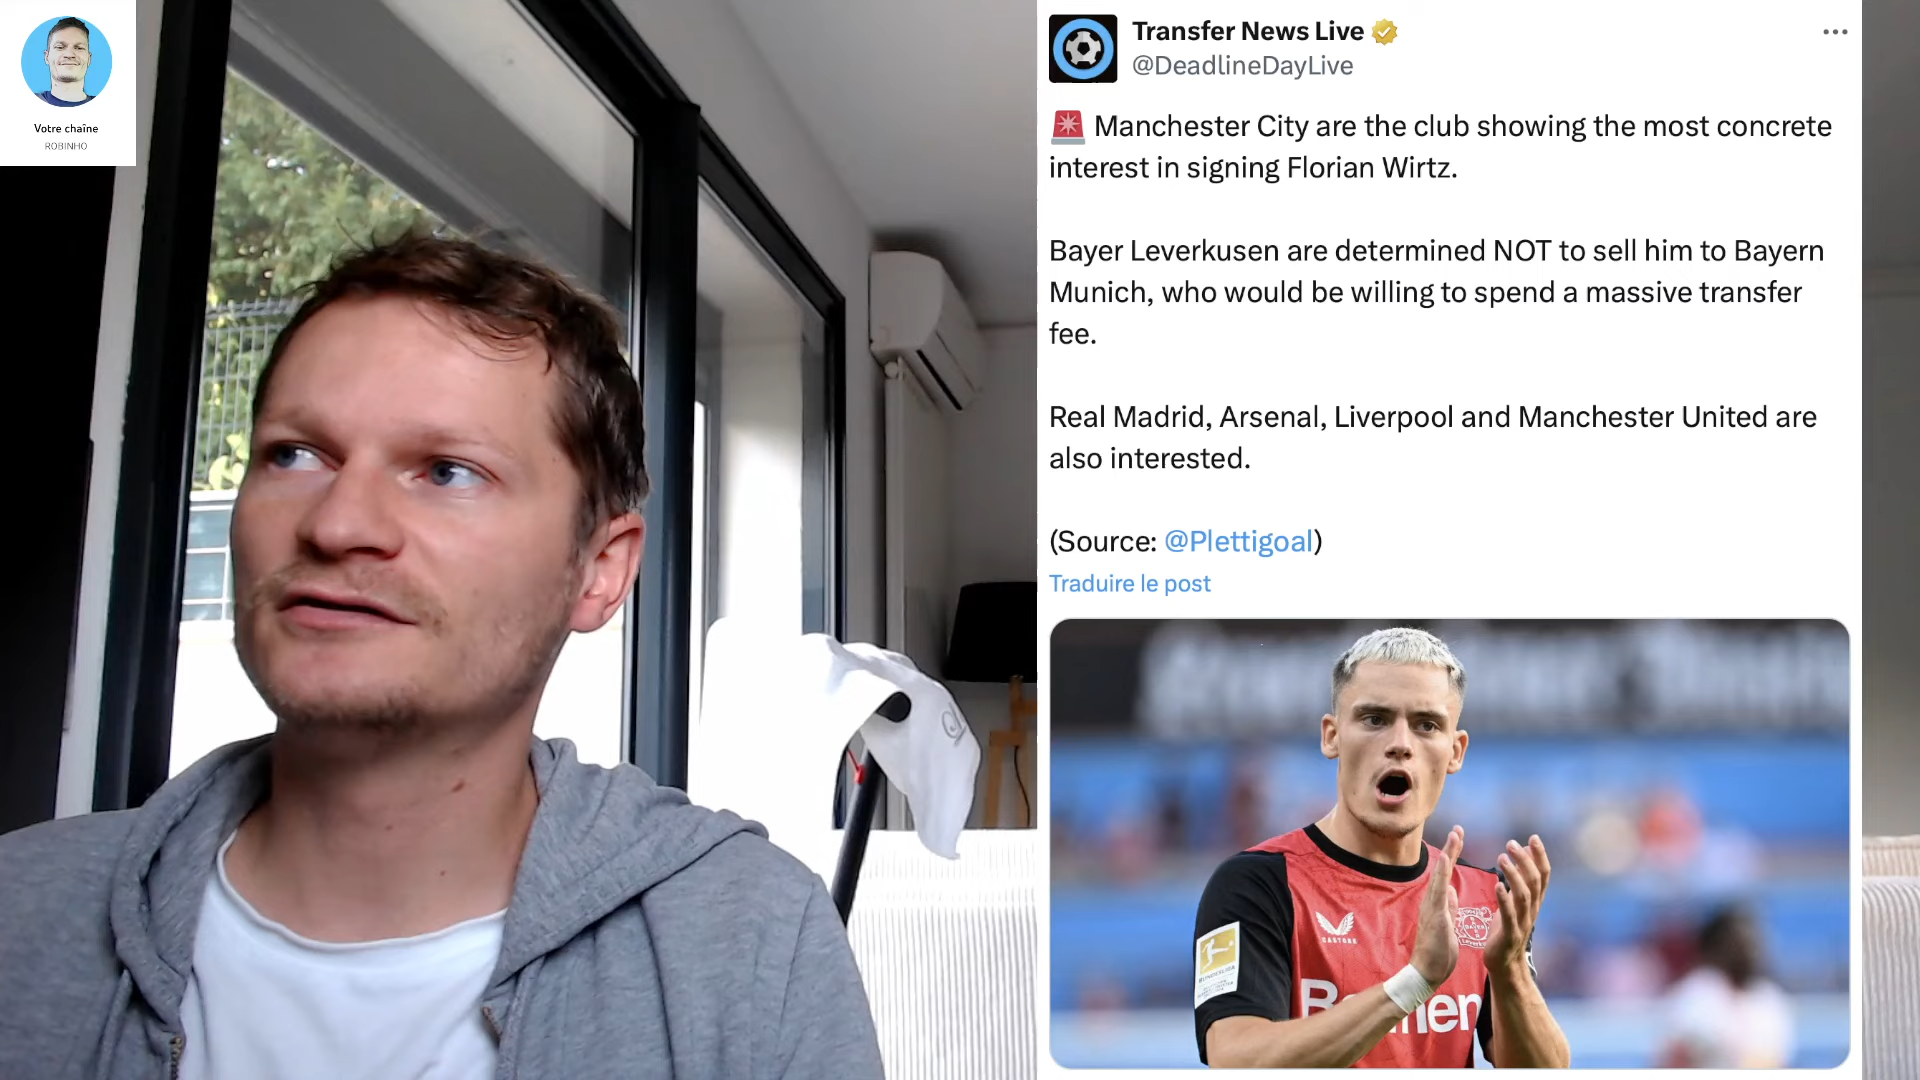 Votre chaîne
ROBINHO
Transfer News Live
@DeadlineDayLive
Manchester City are the club showing the most concrete
interest in signing Florian Wirtz.
Bayer Leverkusen are determined NOT to sell him to Bayern
Munich, who would be willing to spend a massive transfer
fee.
Real Madrid, Arsenal, Liverpool and Manchester United are
also interested.
(Source: @Plettigoal)
Traduire le post
CASTORE
BUNDESLIGA